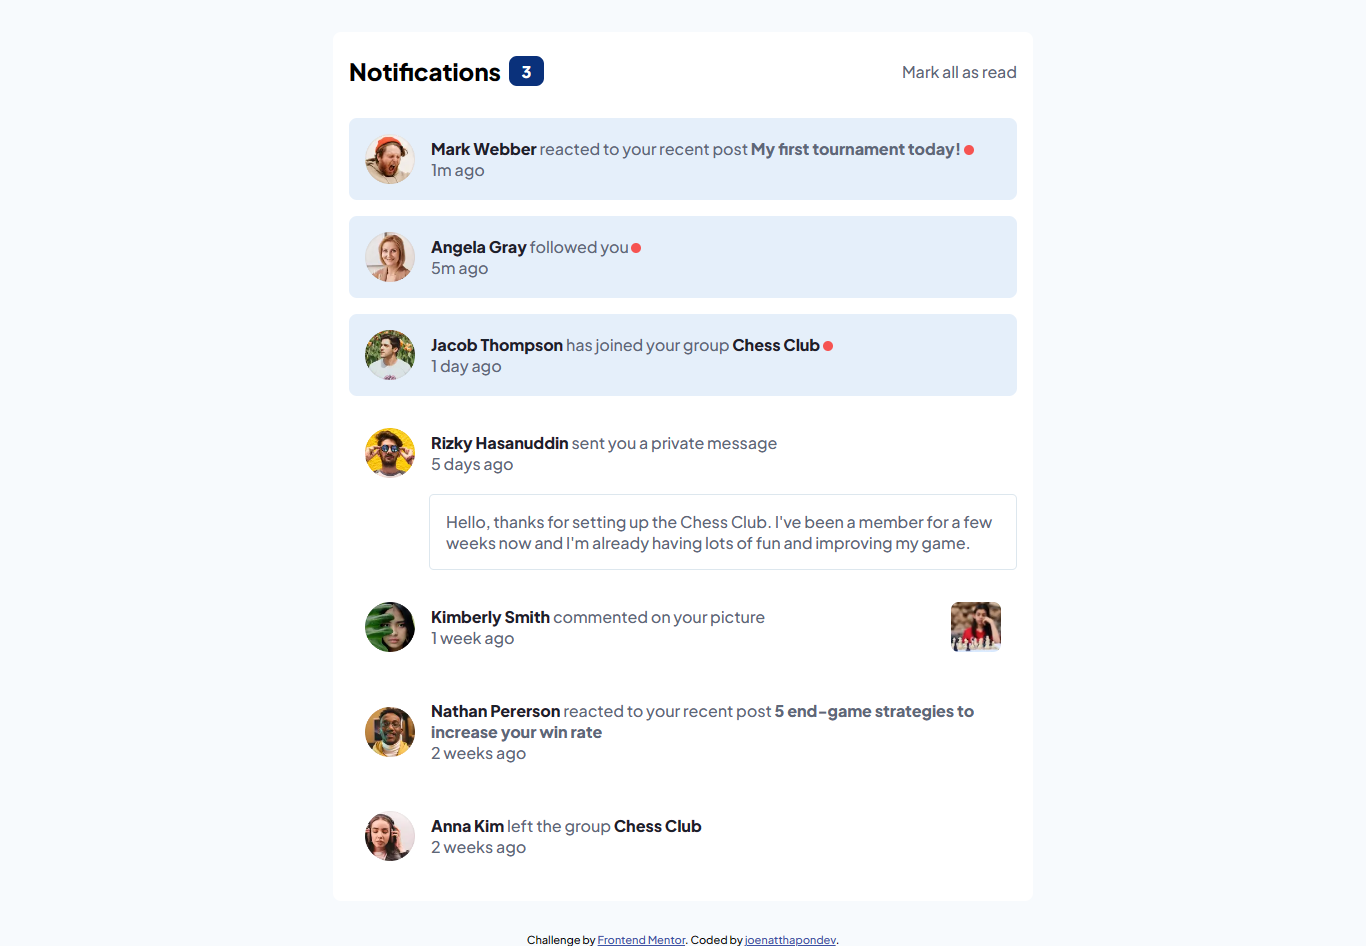 Notifications 3
Mark all as read
Mark Webber reacted to your recent post My first tournament today!
1m ago
Angela Gray followed you
5m ago
Jacob Thompson has joined your group Chess Club
1 day ago
Rizky Hasanuddin sent you a private message
5 days ago
Hello, thanks for setting up the Chess Club. I've been a member for a few
weeks now and I'm already having lots of fun and improving my game.
Kimberly Smith commented on your picture
1 week ago
Nathan Pererson reacted to your recent post 5 end-game strategies to
increase your win rate
2 weeks ago
Anna Kim left the group Chess Club
2 weeks ago
Challenge by Frontend Mentor. Coded by joenatthapondev.